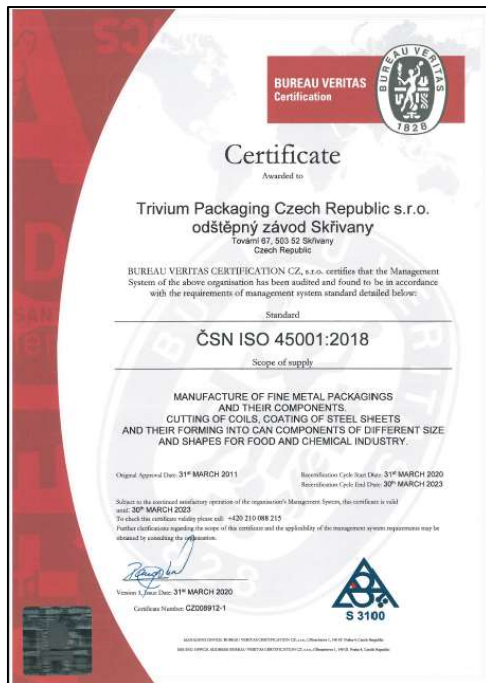 BUREAU VERITAS
Certification
BUREAU VERITAS
1828
Certificate
Awarded to
Trivium Packaging Czech Republic s.r.o.
odštěpný závod Skřivany
Tovární 67, 503 52 Skřivany
Czech Republic
BUREAU VERITAS CERTIFICATION CZ, s.r.o. certifies that the Management
System of the above organisation has been audited and found to be in accordance
with the requirements of management system standard detailed below:
Standard
ČSN ISO 45001:2018
Scope of supply
MANUFACTURE OF FINE METAL PACKAGINGS
AND THEIR COMPONENTS.
CUTTING OF COILS, COATING OF STEEL SHEETS
AND THEIR FORMING INTO CAN COMPONENTS OF DIFFERENT SIZE
AND SHAPES FOR FOOD AND CHEMICAL INDUSTRY.
Original Approval Date: 31st MARCH 2011
Recertification Cycle Start Date: 31st MARCH 2020
Recertification Cycle End Date: 30th MARCH 2023
Subject to the continued satisfactory operation of the organisation's Management System, this certificate is valid
until: 30th MARCH 2023
To check this certificate validity please call: +420 210 088 215
Further clarifications regarding the scope of this certificate and the applicability of the management system requirements may be
obtained by consulting the organisation.
Version 1, Issue Date: 31st MARCH 2020
Certificate Number: CZ008912-1
S 3100